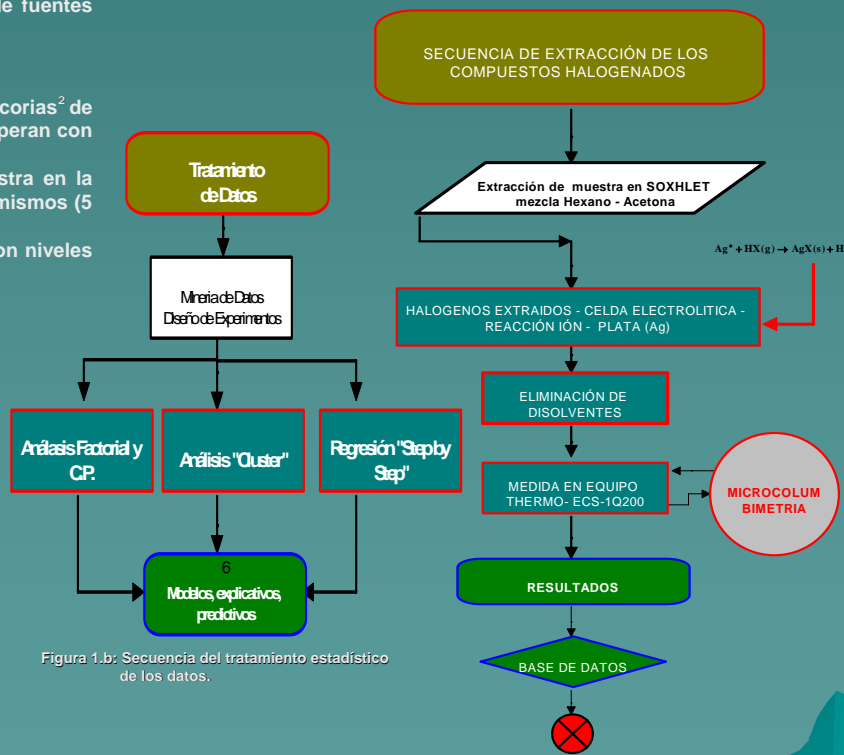 de fuentes
corias² de
peran con
stra en la
mismos (5
on niveles
Tratamiento
de Datos
Mineria de Datos
Diseño de Experimentos
Análasis Factorial y
C.P.
Análisis "Cluster"
Regresión "Step by
Step"
6
Modelos, explicativos,
predictivos
Figura 1.b: Secuencia del tratamiento estadístico
de los datos.
SECUENCIA DE EXTRACCIÓN DE LOS
COMPUESTOS HALOGENADOS
Extracción de muestra en SOXHLET
mezcla Hexano - Acetona
Ag⁺ + HX(g) → AgX(s) + H
HALOGENOS EXTRAIDOS - CELDA ELECTROLITICA -
REACCIÓN IÓN - PLATA (Ag)
ELIMINACIÓN DE
DISOLVENTES
MEDIDA EN EQUIPO
THERMO- ECS-1Q200
MICROCOLUM
BIMETRIA
RESULTADOS
BASE DE DATOS